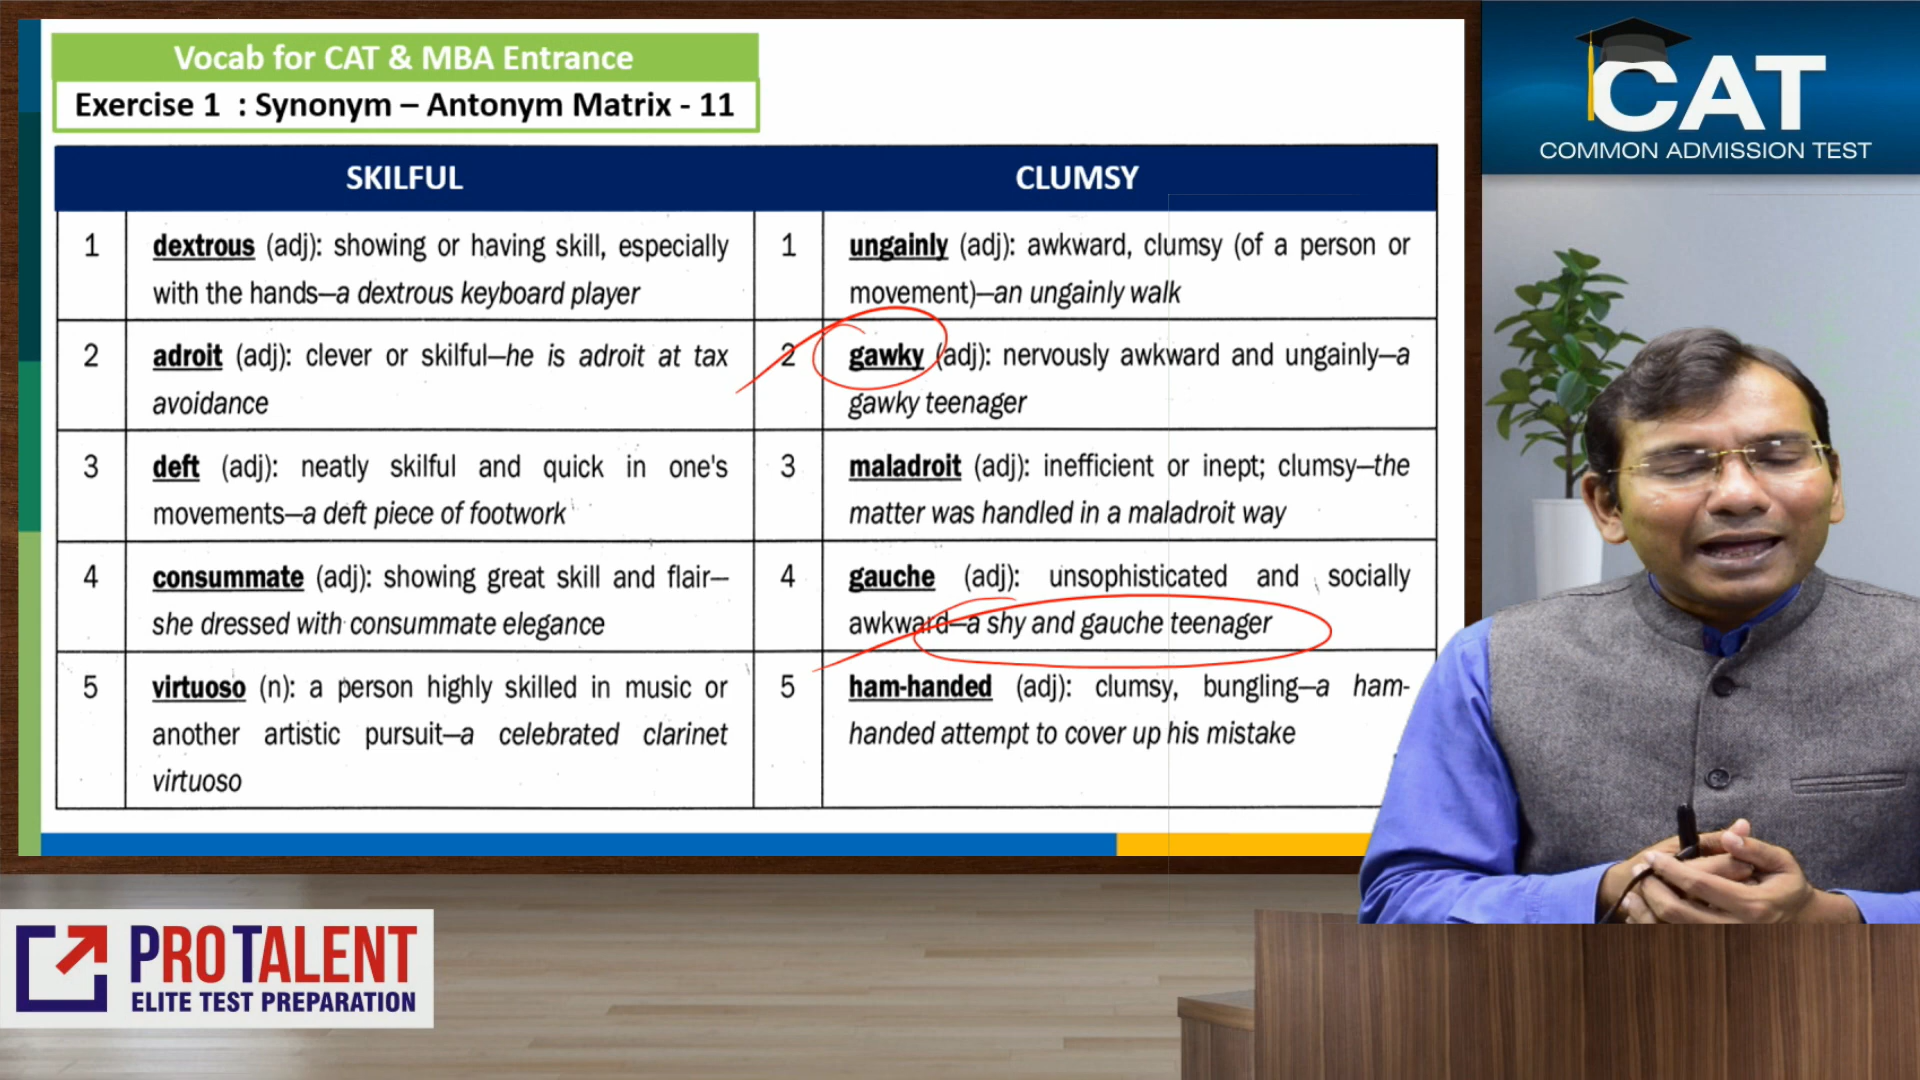 Vocab for CAT & MBA Entrance
Exercise 1 : Synonym – Antonym Matrix - 11
SKILFUL
CLUMSY
1
dextrous (adj): showing or having skill, especially
with the hands—a dextrous keyboard player
1
ungainly (adj): awkward, clumsy (of a person or
movement)—an ungainly walk
2
adroit (adj): clever or skilful—he is adroit at tax
avoidance
2
gawky (adj): nervously awkward and ungainly—a
gawky teenager
3
deft (adj): neatly skilful and quick in one's
movements—a deft piece of footwork
3
maladroit (adj): inefficient or inept; clumsy—the
matter was handled in a maladroit way
4
consummate (adj): showing great skill and flair—
she dressed with consummate elegance
4
gauche (adj): unsophisticated and socially
awkward—a shy and gauche teenager
5
virtuoso (n): a person highly skilled in music or
another artistic pursuit—a celebrated clarinet
virtuoso
5
ham-handed (adj): clumsy, bungling—a ham-
handed attempt to cover up his mistake
CAT
COMMON ADMISSION TEST
PRO TALENT
ELITE TEST PREPARATION